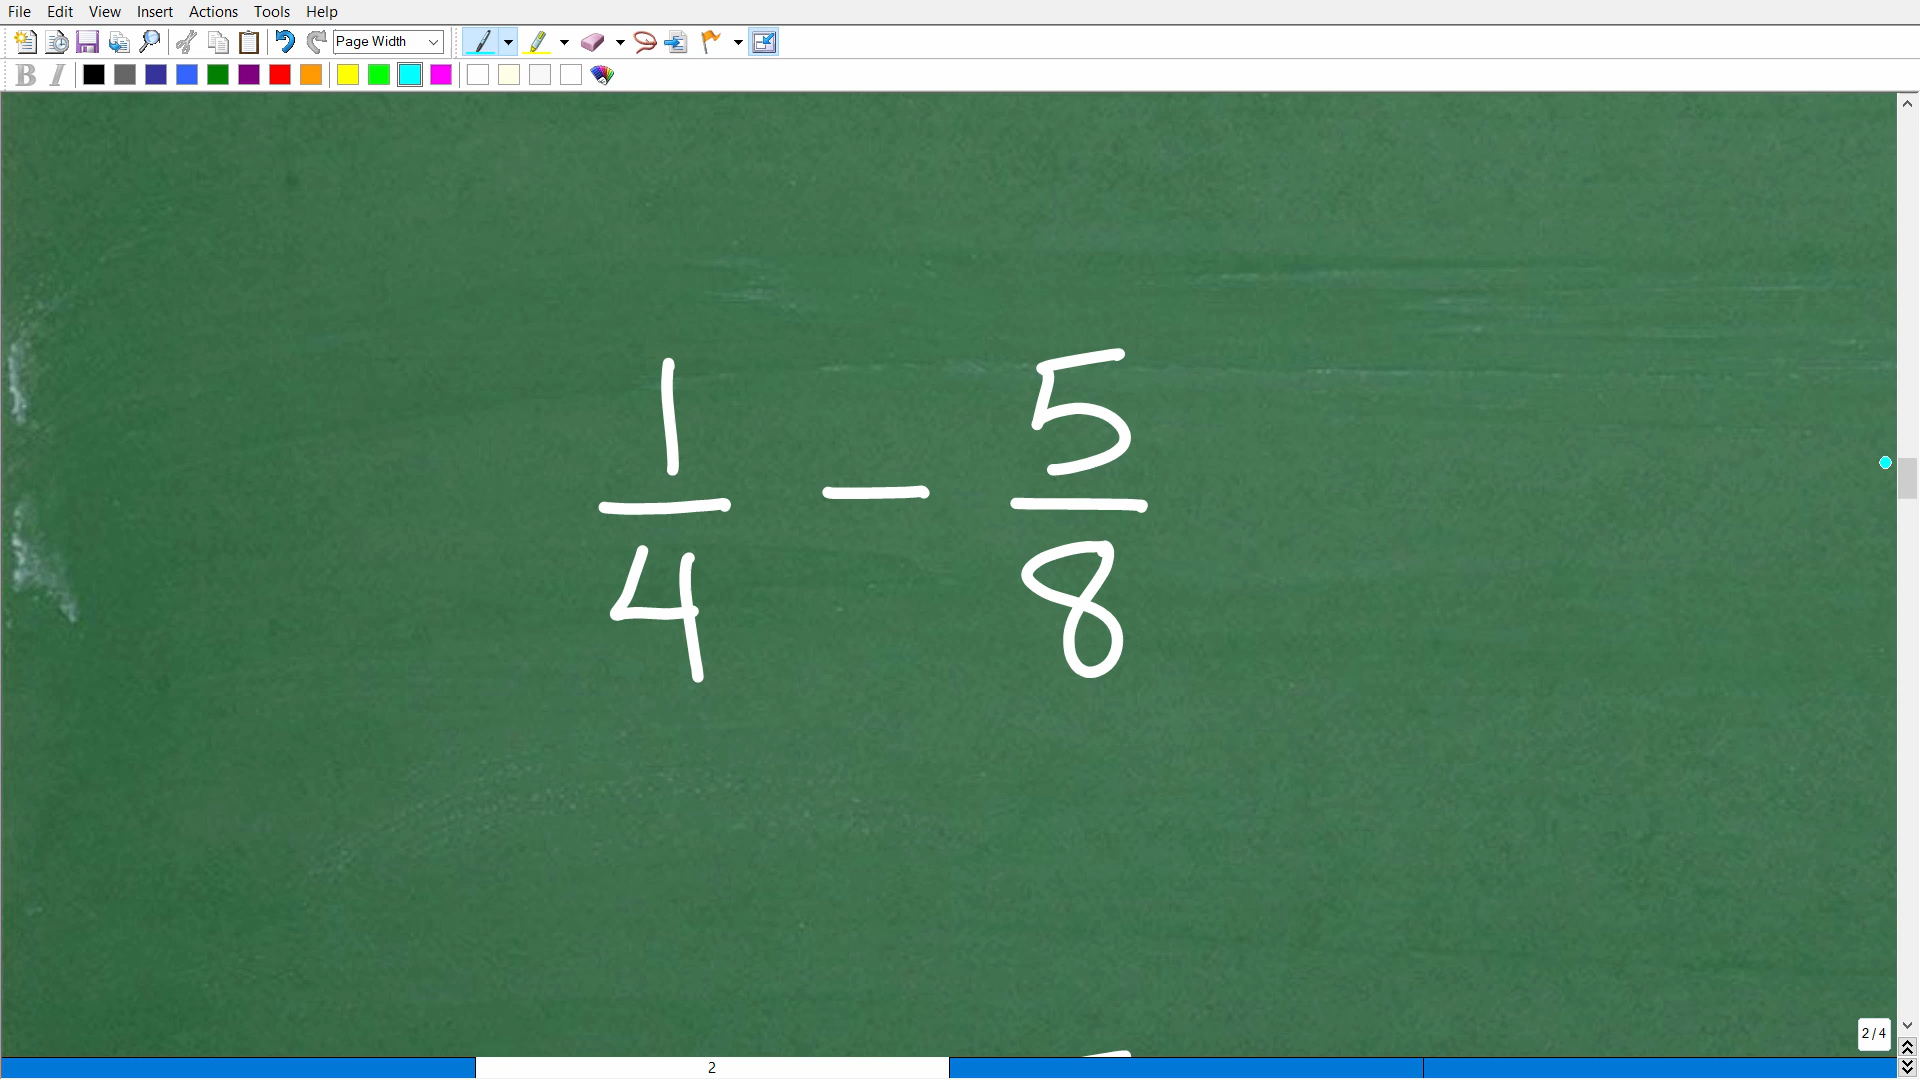 File Edit View Insert Actions Tools Help
Page Width
B I
1/4 − 5/8
2 / 4
2